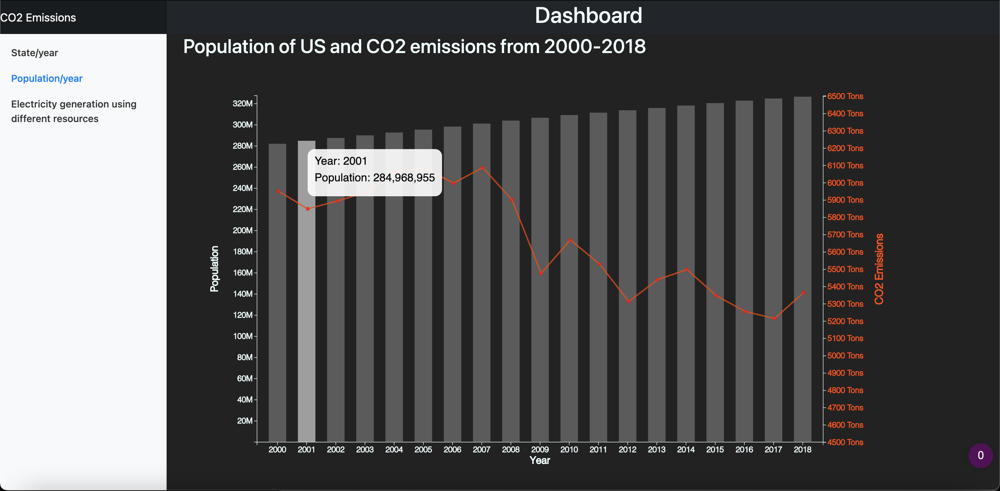 CO2 Emissions
Dashboard
State/year
Population/year
Electricity generation using
different resources
Population of US and CO2 emissions from 2000-2018
320M
300M
280M
260M
240M
220M
200M
180M
160M
140M
120M
100M
80M
60M
40M
20M
Population
Year: 2001
Population: 284,968,955
6500 Tons
6400 Tons
6300 Tons
6200 Tons
6100 Tons
6000 Tons
5900 Tons
5800 Tons
5700 Tons
5600 Tons
5500 Tons
5400 Tons
5300 Tons
5200 Tons
5100 Tons
5000 Tons
4900 Tons
4800 Tons
4700 Tons
4600 Tons
4500 Tons
CO2 Emissions
2000 2001 2002 2003 2004 2005 2006 2007 2008 2009 2010 2011 2012 2013 2014 2015 2016 2017 2018
Year
0